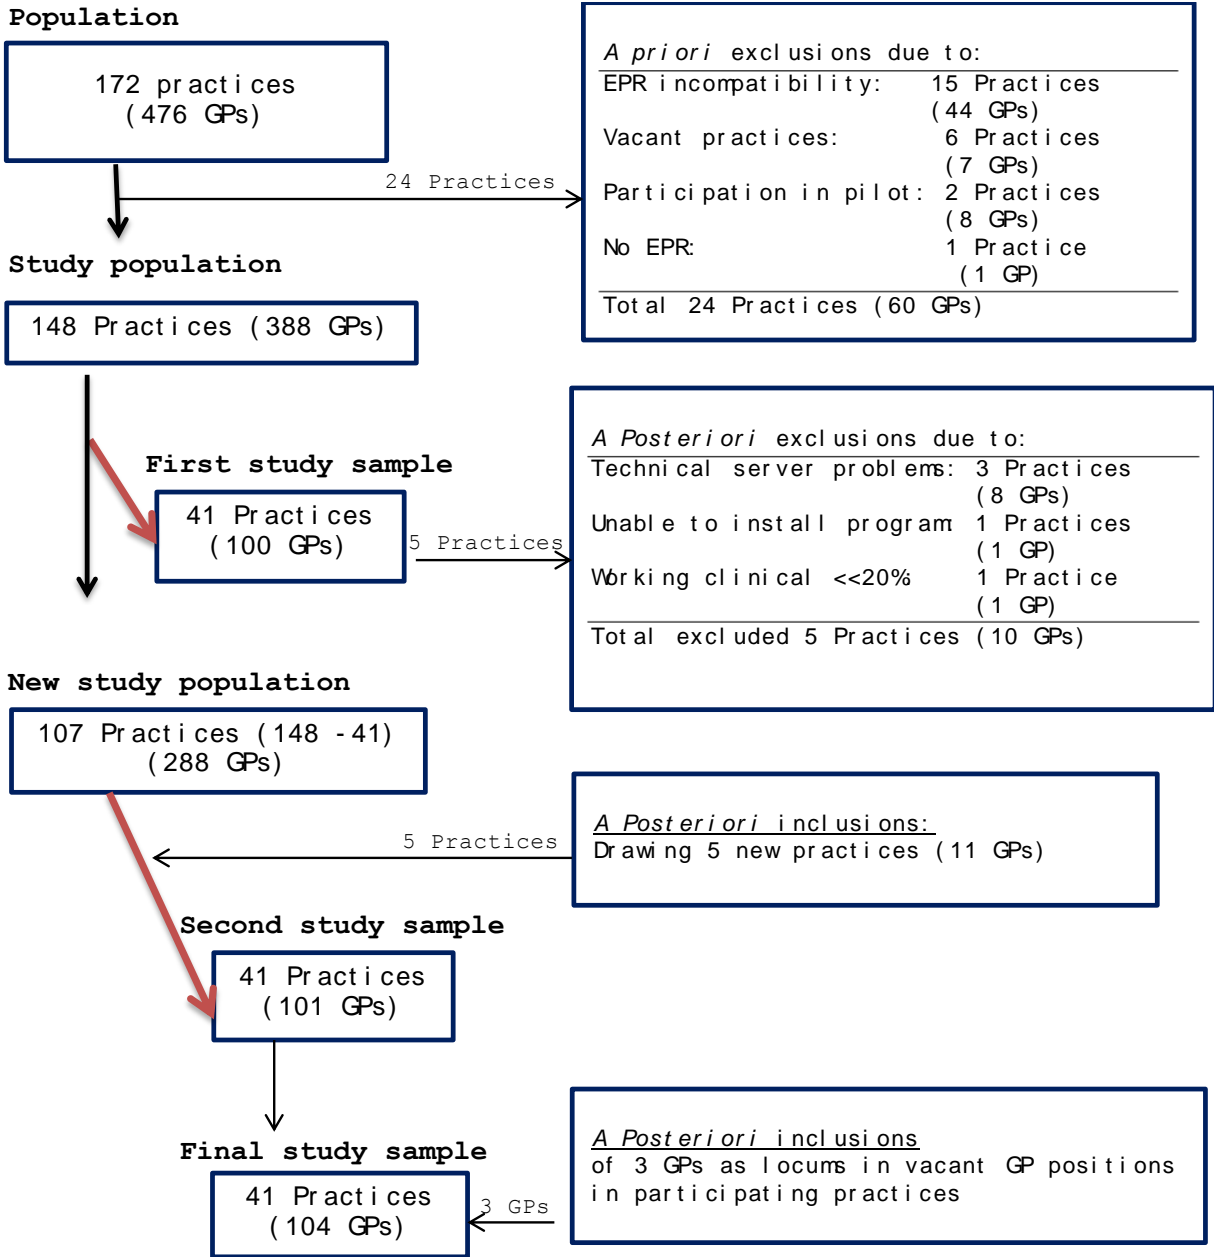 Population
172 practices
(476 GPs)
24 Practices
A priori exclusions due to:
EPR incompatibility: 15 Practices
(44 GPs)
Vacant practices: 6 Practices
(7 GPs)
Participation in pilot: 2 Practices
(8 GPs)
No EPR: 1 Practice
(1 GP)
Total 24 Practices (60 GPs)
Study population
148 Practices (388 GPs)
First study sample
41 Practices
(100 GPs)
5 Practices
A Posteriori exclusions due to:
Technical server problems: 3 Practices
(8 GPs)
Unable to install program: 1 Practices
(1 GP)
Working clinical <<20% 1 Practice
(1 GP)
Total excluded 5 Practices (10 GPs)
New study population
107 Practices (148 -41)
(288 GPs)
5 Practices
A Posteriori inclusions:
Drawing 5 new practices (11 GPs)
Second study sample
41 Practices
(101 GPs)
Final study sample
41 Practices
(104 GPs)
3 GPs
A Posteriori inclusions
of 3 GPs as locums in vacant GP positions
in participating practices